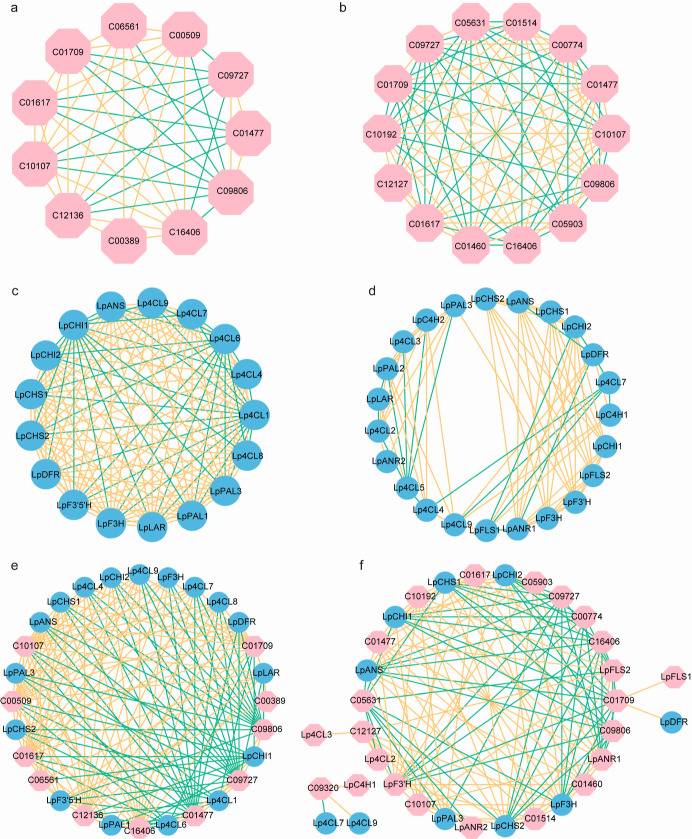 a
C06561
C00509
C01709
C09727
C01617
C01477
C10107
C09806
C12136
C16406
C00389
b
C05631
C01514
C09727
C00774
C01709
C01477
C10192
C10107
C12127
C09806
C01617
C05903
C01460
C16406
c
LpANS
Lp4CL9
Lp4CL7
LpCHI1
Lp4CL6
LpCHI2
Lp4CL4
LpCHS1
Lp4CL1
LpCHS2
Lp4CL8
LpDFR
LpPAL3
LpF3'5'H
LpPAL1
LpF3H
LpLAR
d
LpPAL3
LpCHS2
LpANS
LpCHS1
LpC4H2
LpCHI2
Lp4CL3
LpDFR
LpPAL2
Lp4CL7
LpLAR
LpC4H1
Lp4CL2
LpCHI1
LpANR2
LpFLS2
Lp4CL5
LpF3'H
Lp4CL4
LpF3H
Lp4CL9
LpFLS1
LpANR1
e
Lp4CL9
LpCHI2
LpF3H
Lp4CL4
Lp4CL7
LpCHS1
Lp4CL8
LpANS
LpDFR
C10107
C01709
LpPAL3
LpLAR
C00509
C00389
LpCHS2
C09806
C01617
LpCHI1
C06561
C09727
LpF3'5'H
Lp4CL1
C12136
C01477
LpPAL1
Lp4CL6
C16406
f
C01617
LpCHI2
LpCHS1
C05903
C10192
C09727
LpCHI1
C00774
C01477
C16406
LpANS
LpFLS2
LpFLS1
C05631
C01709
LpDFR
Lp4CL3
C12127
C09806
Lp4CL2
LpANR1
C09320
LpC4H1
LpF3'H
C01460
C10107
LpF3H
Lp4CL7
Lp4CL9
LpPAL3
C01514
LpANR2
LpCHS2